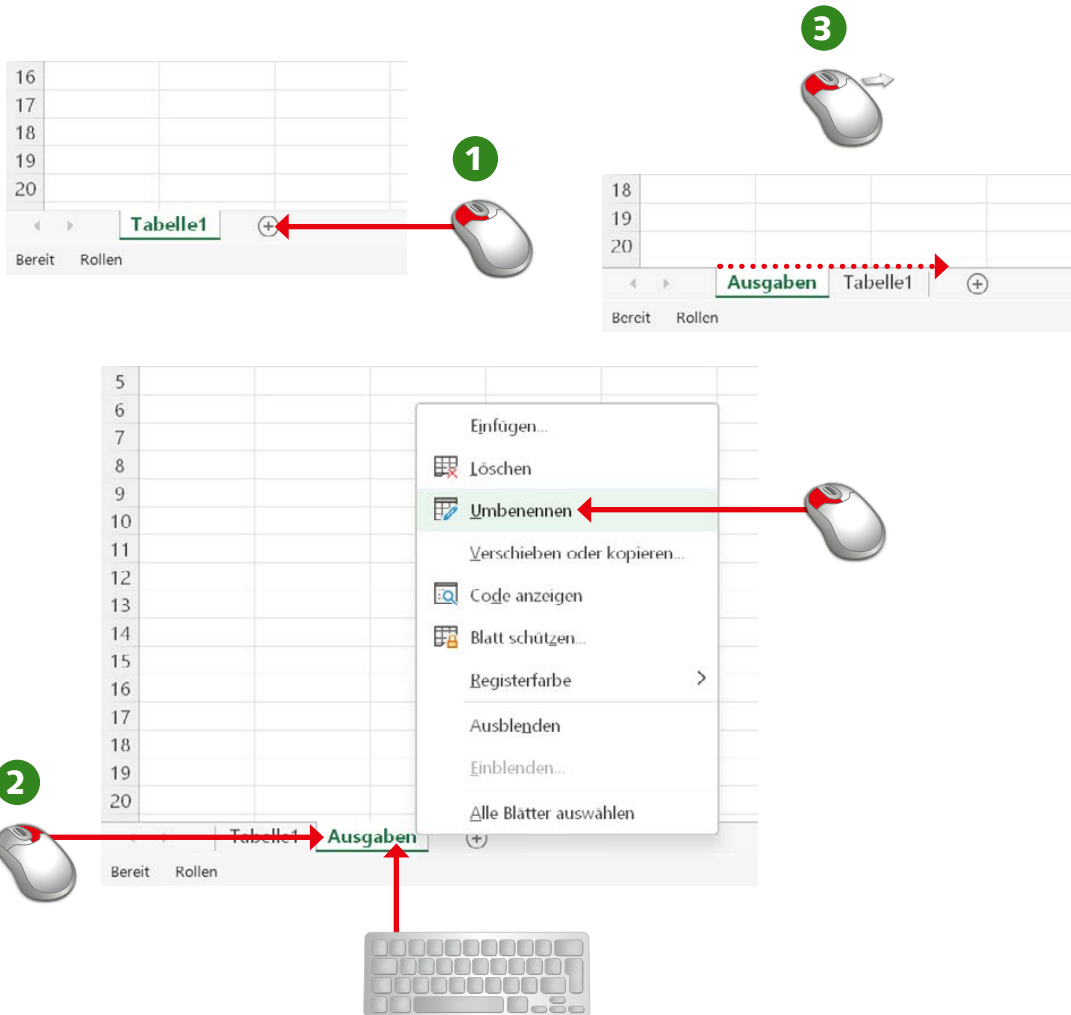 1
16
17
18
19
20
Tabelle1
Bereit Rollen
3
18
19
20
Ausgaben Tabelle1
Bereit Rollen
5
6
7
8
9
10
11
12
13
14
15
16
17
18
19
20
Einfügen...
Löschen
Umbenennen
Verschieben oder kopieren...
Code anzeigen
Blatt schützen...
Registerfarbe
Ausblenden
Einblenden...
Alle Blätter auswählen
2
Tabelle1 Ausgaben
Bereit Rollen